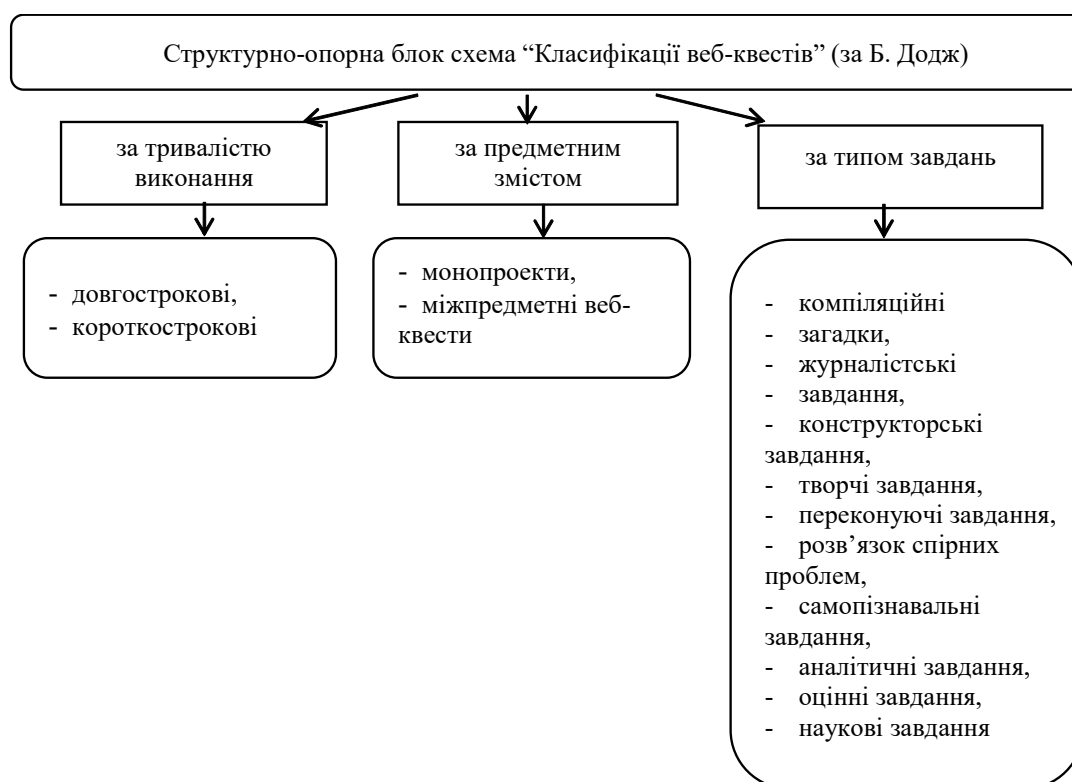 Структурно-опорна блок схема “Класифікації веб-квестів” (за Б. Додж)
за тривалістю
виконання
за предметним
змістом
за типом завдань
- довгострокові,
- короткострокові
- монопроекти,
- міжпредметні веб-
квести
- компіляційні
- загадки,
- журналістські
- завдання,
- конструкторські
завдання,
- творчі завдання,
- переконуючі завдання,
- розв’язок спірних
проблем,
- самопізнавальні
завдання,
- аналітичні завдання,
- оцінні завдання,
- наукові завдання